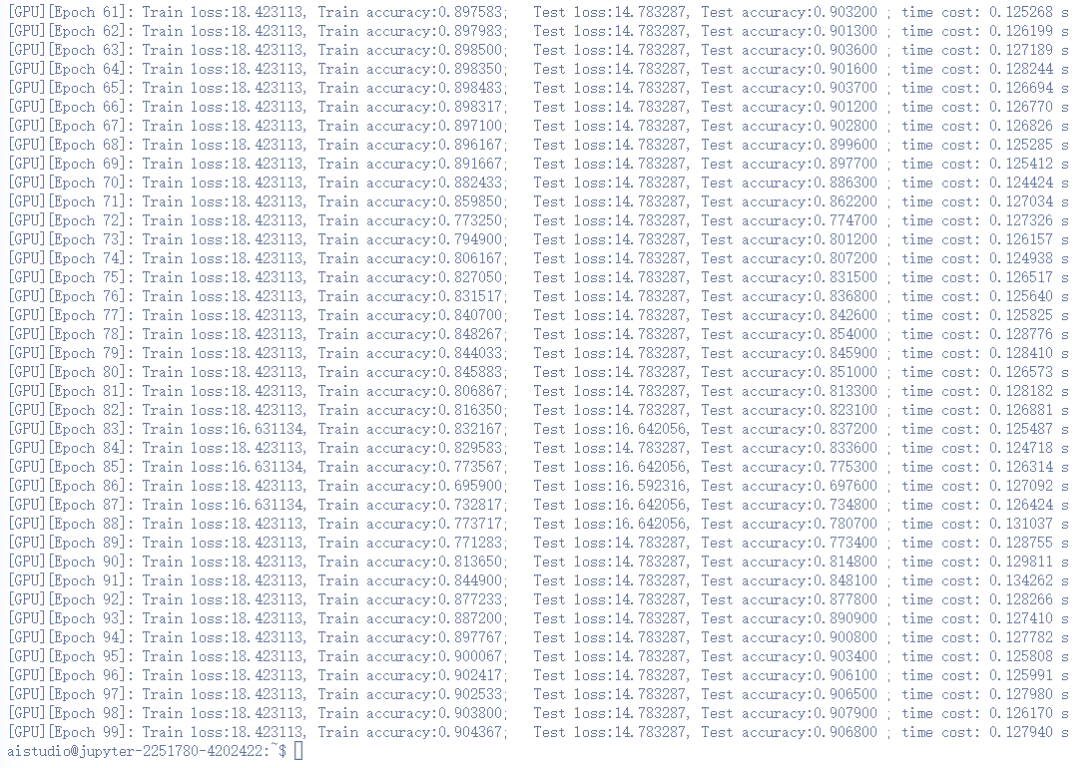 [GPU][Epoch 61]: Train loss:18.423113, Train accuracy:0.897583;   Test loss:14.783287, Test accuracy:0.903200 ; time cost: 0.125268 s
[GPU][Epoch 62]: Train loss:18.423113, Train accuracy:0.897983;   Test loss:14.783287, Test accuracy:0.901300 ; time cost: 0.126199 s
[GPU][Epoch 63]: Train loss:18.423113, Train accuracy:0.898500;   Test loss:14.783287, Test accuracy:0.903600 ; time cost: 0.127189 s
[GPU][Epoch 64]: Train loss:18.423113, Train accuracy:0.898350;   Test loss:14.783287, Test accuracy:0.901600 ; time cost: 0.128244 s
[GPU][Epoch 65]: Train loss:18.423113, Train accuracy:0.898483;   Test loss:14.783287, Test accuracy:0.903700 ; time cost: 0.126694 s
[GPU][Epoch 66]: Train loss:18.423113, Train accuracy:0.898317;   Test loss:14.783287, Test accuracy:0.901200 ; time cost: 0.126770 s
[GPU][Epoch 67]: Train loss:18.423113, Train accuracy:0.897100;   Test loss:14.783287, Test accuracy:0.902800 ; time cost: 0.126826 s
[GPU][Epoch 68]: Train loss:18.423113, Train accuracy:0.896167;   Test loss:14.783287, Test accuracy:0.899600 ; time cost: 0.125285 s
[GPU][Epoch 69]: Train loss:18.423113, Train accuracy:0.891667;   Test loss:14.783287, Test accuracy:0.897700 ; time cost: 0.125412 s
[GPU][Epoch 70]: Train loss:18.423113, Train accuracy:0.882433;   Test loss:14.783287, Test accuracy:0.886300 ; time cost: 0.124424 s
[GPU][Epoch 71]: Train loss:18.423113, Train accuracy:0.859850;   Test loss:14.783287, Test accuracy:0.862200 ; time cost: 0.127034 s
[GPU][Epoch 72]: Train loss:18.423113, Train accuracy:0.773250;   Test loss:14.783287, Test accuracy:0.774700 ; time cost: 0.127326 s
[GPU][Epoch 73]: Train loss:18.423113, Train accuracy:0.794900;   Test loss:14.783287, Test accuracy:0.801200 ; time cost: 0.126157 s
[GPU][Epoch 74]: Train loss:18.423113, Train accuracy:0.806167;   Test loss:14.783287, Test accuracy:0.807200 ; time cost: 0.124938 s
[GPU][Epoch 75]: Train loss:18.423113, Train accuracy:0.827050;   Test loss:14.783287, Test accuracy:0.831500 ; time cost: 0.126517 s
[GPU][Epoch 76]: Train loss:18.423113, Train accuracy:0.831517;   Test loss:14.783287, Test accuracy:0.836800 ; time cost: 0.125640 s
[GPU][Epoch 77]: Train loss:18.423113, Train accuracy:0.840700;   Test loss:14.783287, Test accuracy:0.842600 ; time cost: 0.125825 s
[GPU][Epoch 78]: Train loss:18.423113, Train accuracy:0.848267;   Test loss:14.783287, Test accuracy:0.854000 ; time cost: 0.128776 s
[GPU][Epoch 79]: Train loss:18.423113, Train accuracy:0.844033;   Test loss:14.783287, Test accuracy:0.845900 ; time cost: 0.128410 s
[GPU][Epoch 80]: Train loss:18.423113, Train accuracy:0.845883;   Test loss:14.783287, Test accuracy:0.851000 ; time cost: 0.126573 s
[GPU][Epoch 81]: Train loss:18.423113, Train accuracy:0.806867;   Test loss:14.783287, Test accuracy:0.813300 ; time cost: 0.128182 s
[GPU][Epoch 82]: Train loss:18.423113, Train accuracy:0.816350;   Test loss:14.783287, Test accuracy:0.823100 ; time cost: 0.126881 s
[GPU][Epoch 83]: Train loss:16.631134, Train accuracy:0.832167;   Test loss:16.642056, Test accuracy:0.837200 ; time cost: 0.125487 s
[GPU][Epoch 84]: Train loss:18.423113, Train accuracy:0.829583;   Test loss:14.783287, Test accuracy:0.833600 ; time cost: 0.124718 s
[GPU][Epoch 85]: Train loss:16.631134, Train accuracy:0.773567;   Test loss:16.642056, Test accuracy:0.775300 ; time cost: 0.126314 s
[GPU][Epoch 86]: Train loss:18.423113, Train accuracy:0.695900;   Test loss:16.592316, Test accuracy:0.697600 ; time cost: 0.127092 s
[GPU][Epoch 87]: Train loss:16.631134, Train accuracy:0.732817;   Test loss:16.642056, Test accuracy:0.734800 ; time cost: 0.126424 s
[GPU][Epoch 88]: Train loss:18.423113, Train accuracy:0.773717;   Test loss:16.642056, Test accuracy:0.780700 ; time cost: 0.131037 s
[GPU][Epoch 89]: Train loss:18.423113, Train accuracy:0.771283;   Test loss:14.783287, Test accuracy:0.773400 ; time cost: 0.128755 s
[GPU][Epoch 90]: Train loss:18.423113, Train accuracy:0.813650;   Test loss:14.783287, Test accuracy:0.814800 ; time cost: 0.129811 s
[GPU][Epoch 91]: Train loss:18.423113, Train accuracy:0.844900;   Test loss:14.783287, Test accuracy:0.848100 ; time cost: 0.134262 s
[GPU][Epoch 92]: Train loss:18.423113, Train accuracy:0.877233;   Test loss:14.783287, Test accuracy:0.877800 ; time cost: 0.128266 s
[GPU][Epoch 93]: Train loss:18.423113, Train accuracy:0.887200;   Test loss:14.783287, Test accuracy:0.890900 ; time cost: 0.127410 s
[GPU][Epoch 94]: Train loss:18.423113, Train accuracy:0.897767;   Test loss:14.783287, Test accuracy:0.900800 ; time cost: 0.127782 s
[GPU][Epoch 95]: Train loss:18.423113, Train accuracy:0.900067;   Test loss:14.783287, Test accuracy:0.903400 ; time cost: 0.125808 s
[GPU][Epoch 96]: Train loss:18.423113, Train accuracy:0.902417;   Test loss:14.783287, Test accuracy:0.906100 ; time cost: 0.125991 s
[GPU][Epoch 97]: Train loss:18.423113, Train accuracy:0.902533;   Test loss:14.783287, Test accuracy:0.906500 ; time cost: 0.127980 s
[GPU][Epoch 98]: Train loss:18.423113, Train accuracy:0.903800;   Test loss:14.783287, Test accuracy:0.907900 ; time cost: 0.126170 s
[GPU][Epoch 99]: Train loss:18.423113, Train accuracy:0.904367;   Test loss:14.783287, Test accuracy:0.906800 ; time cost: 0.127940 s
aistudio@jupyter-2251780-4202422:~$